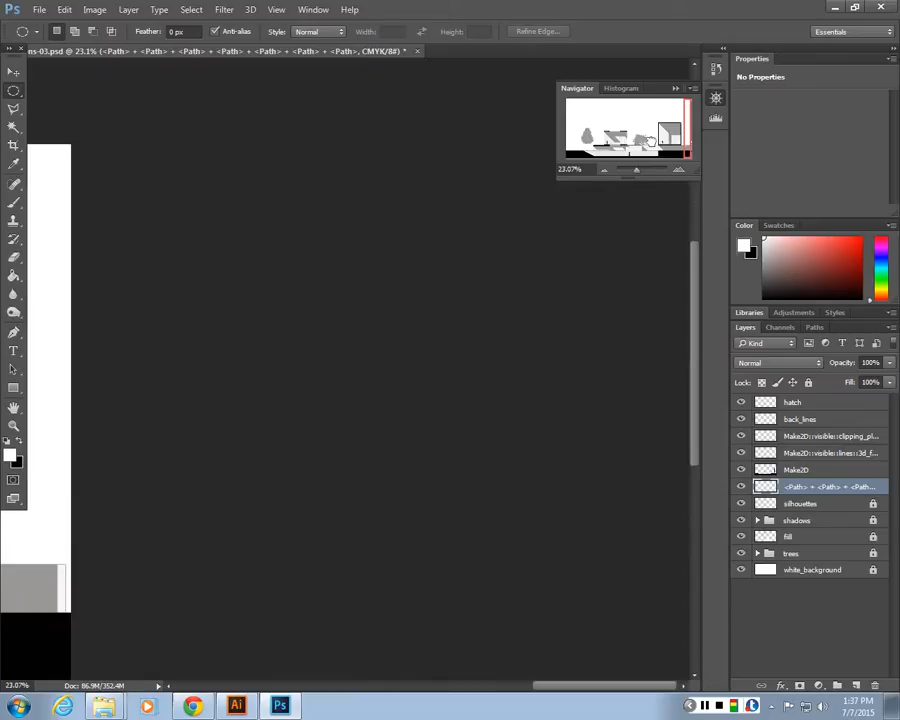 Ps File Edit Image Layer Type Select Filter 3D View Window Help
Feather: 0 px Anti-alias Style: Normal Width: Height: Refine Edge... Essentials
ns-03.psd @ 23.1% (<Path> + <Path> + <Path> + <Path> + <Path> + <Path> + <Path>, CMYK/8#) *
Properties
No Properties
Navigator Histogram
23.07%
Color Swatches
Libraries Adjustments Styles
Layers Channels Paths
Kind
Normal Opacity: 100%
Lock: Fill: 100%
hatch
back_lines
Make2D::visible::clipping_pl...
Make2D::visible::lines::3d_f...
Make2D
<Path> + <Path> + <Path...
silhouettes
shadows
fill
trees
white_background
23.07% Doc: 86.9M/352.4M
Ai Ps
1:37 PM
7/7/2015